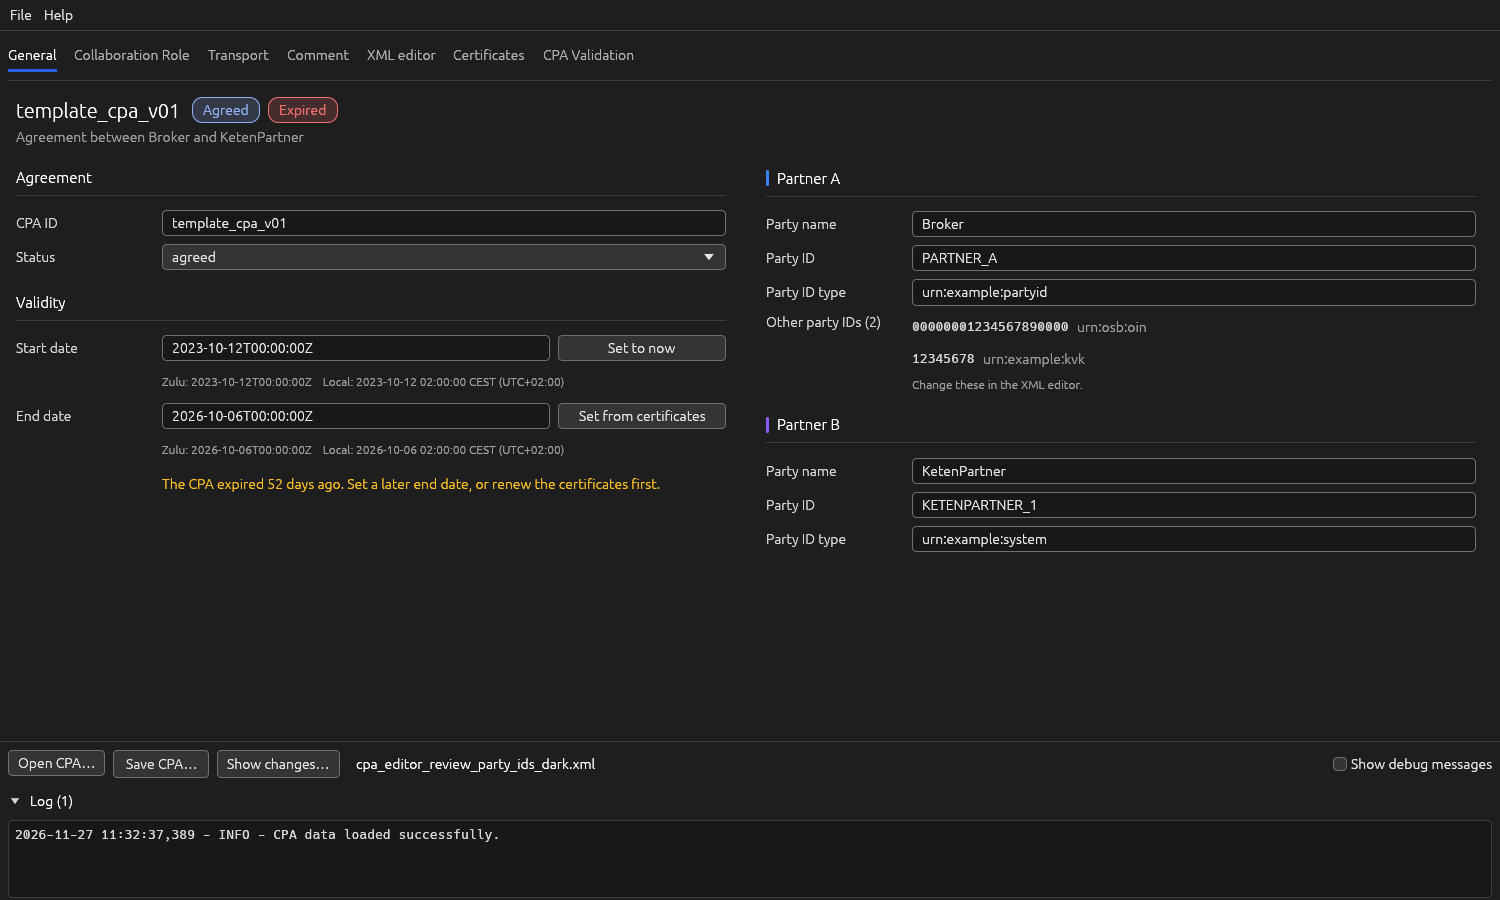 File Help
General Collaboration Role Transport Comment XML editor Certificates CPA Validation
template_cpa_v01 Agreed Expired
Agreement between Broker and KetenPartner
Agreement
CPA ID template_cpa_v01
Status agreed
Validity
Start date 2023-10-12T00:00:00Z Set to now
Zulu: 2023-10-12T00:00:00Z Local: 2023-10-12 02:00:00 CEST (UTC+02:00)
End date 2026-10-06T00:00:00Z Set from certificates
Zulu: 2026-10-06T00:00:00Z Local: 2026-10-06 02:00:00 CEST (UTC+02:00)
The CPA expired 52 days ago. Set a later end date, or renew the certificates first.
Partner A
Party name Broker
Party ID PARTNER_A
Party ID type urn:example:partyid
Other party IDs (2) 00000001234567890000 urn:osb:oin
12345678 urn:example:kvk
Change these in the XML editor.
Partner B
Party name KetenPartner
Party ID KETENPARTNER_1
Party ID type urn:example:system
Open CPA... Save CPA... Show changes... cpa_editor_review_party_ids_dark.xml Show debug messages
Log (1)
2026-11-27 11:32:37,389 - INFO - CPA data loaded successfully.